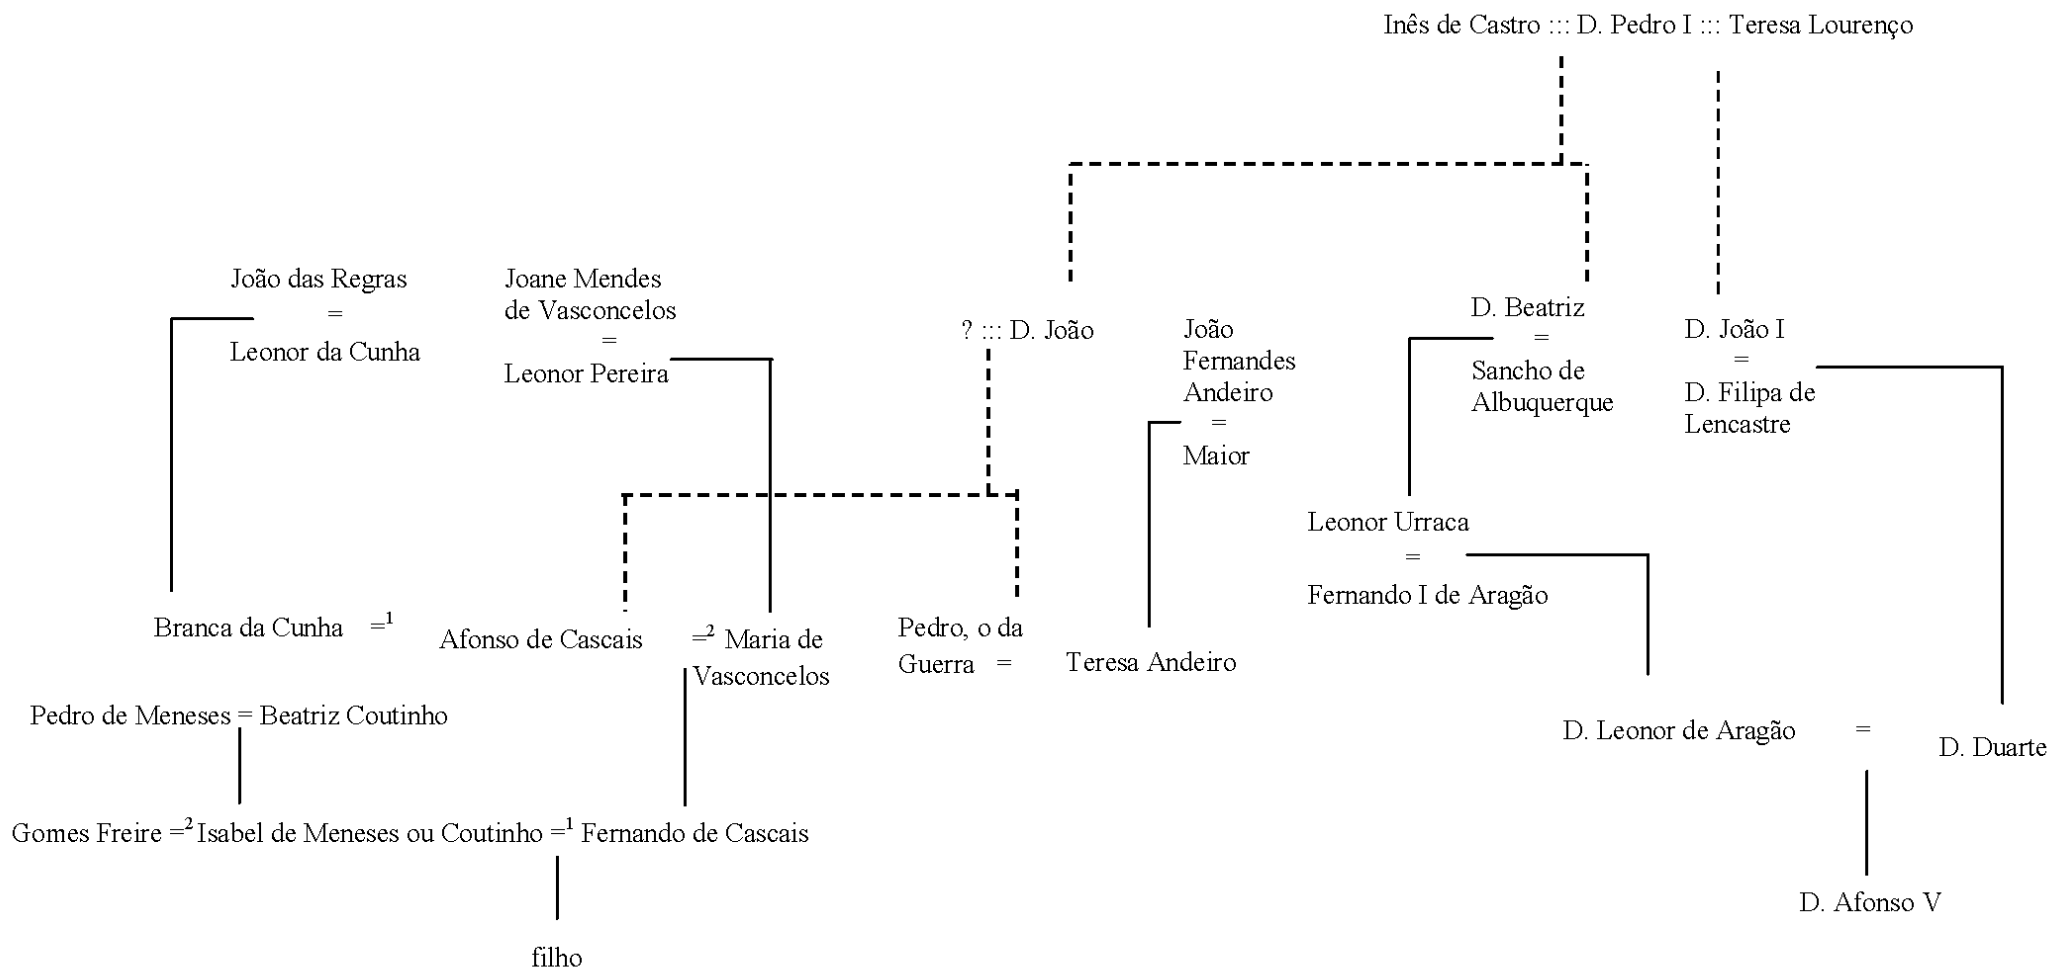 Inês de Castro ::: D. Pedro I ::: Teresa Lourenço
João das Regras
=
Leonor da Cunha
Joane Mendes
de Vasconcelos
=
Leonor Pereira
? ::: D. João
João
Fernandes
Andeiro
=
Maior
D. Beatriz
=
Sancho de
Albuquerque
D. João I
=
D. Filipa de
Lencastre
Leonor Urraca
=
Fernando I de Aragão
Branca da Cunha =¹
Afonso de Cascais =² Maria de
Vasconcelos
Pedro, o da
Guerra =
Teresa Andeiro
Pedro de Meneses = Beatriz Coutinho
D. Leonor de Aragão =
D. Duarte
Gomes Freire =² Isabel de Meneses ou Coutinho =¹ Fernando de Cascais
D. Afonso V
filho